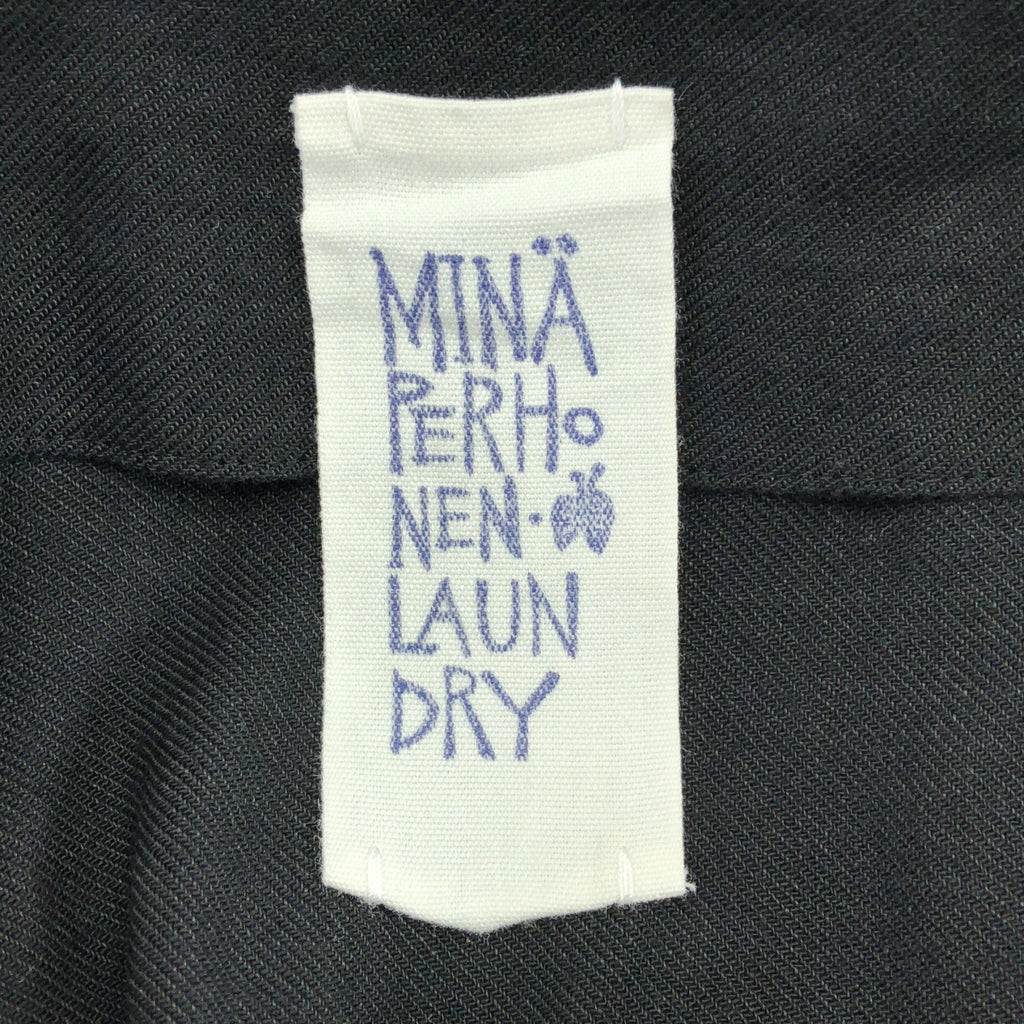 MINÄ
PERHO
NEN·
LAUN
DRY